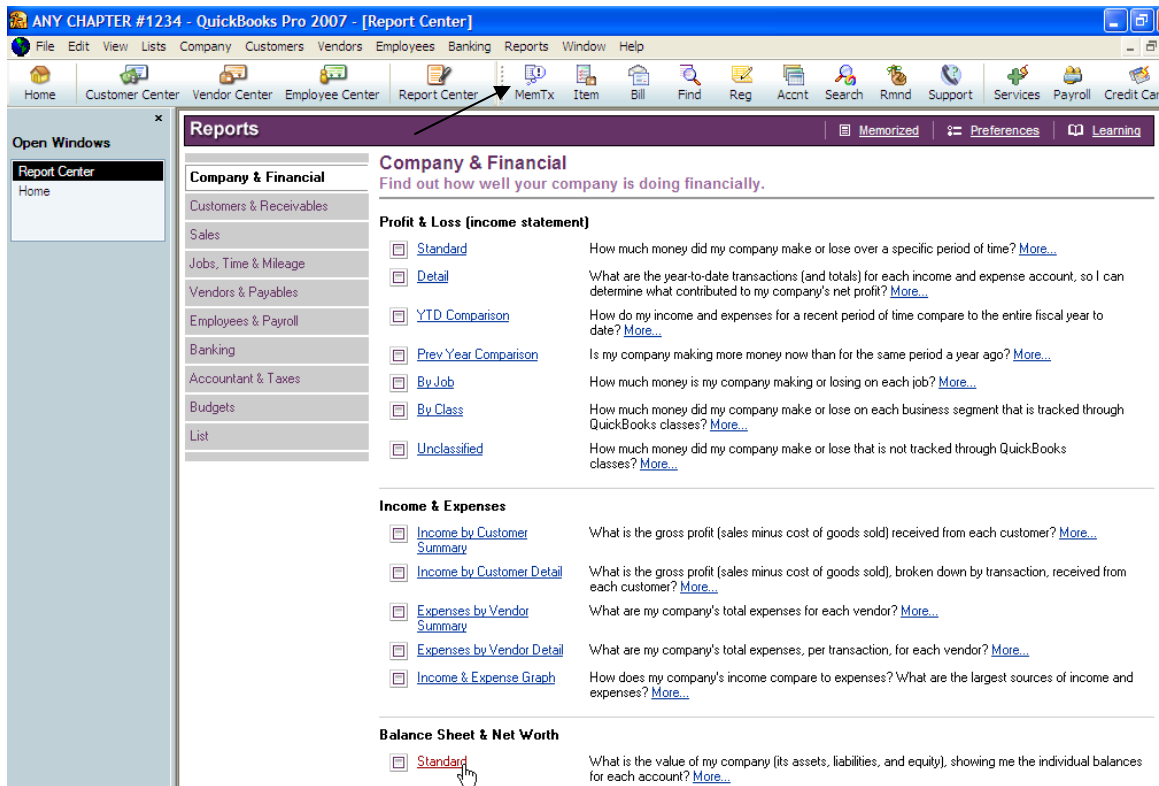 ANY CHAPTER #1234 - QuickBooks Pro 2007 - [Report Center]
File Edit View Lists Company Customers Vendors Employees Banking Reports Window Help
Home Customer Center Vendor Center Employee Center Report Center MemTx Item Bill Find Reg Accnt Search Rmnd Support Services Payroll Credit Car
Open Windows
Report Center
Home
Reports
Memorized Preferences Learning
Company & Financial
Customers & Receivables
Sales
Jobs, Time & Mileage
Vendors & Payables
Employees & Payroll
Banking
Accountant & Taxes
Budgets
List
Company & Financial
Find out how well your company is doing financially.
Profit & Loss (income statement)
Standard How much money did my company make or lose over a specific period of time? More...
Detail What are the year-to-date transactions (and totals) for each income and expense account, so I can
determine what contributed to my company's net profit? More...
YTD Comparison How do my income and expenses for a recent period of time compare to the entire fiscal year to
date? More...
Prev Year Comparison Is my company making more money now than for the same period a year ago? More...
By Job How much money is my company making or losing on each job? More...
By Class How much money did my company make or lose on each business segment that is tracked through
QuickBooks classes? More...
Unclassified How much money did my company make or lose that is not tracked through QuickBooks
classes? More...
Income & Expenses
Income by Customer What is the gross profit (sales minus cost of goods sold) received from each customer? More...
Summary
Income by Customer Detail What is the gross profit (sales minus cost of goods sold), broken down by transaction, received from
each customer? More...
Expenses by Vendor What are my company's total expenses for each vendor? More...
Summary
Expenses by Vendor Detail What are my company's total expenses, per transaction, for each vendor? More...
Income & Expense Graph How does my company's income compare to expenses? What are the largest sources of income and
expenses? More...
Balance Sheet & Net Worth
Standard What is the value of my company (its assets, liabilities, and equity), showing me the individual balances
for each account? More...